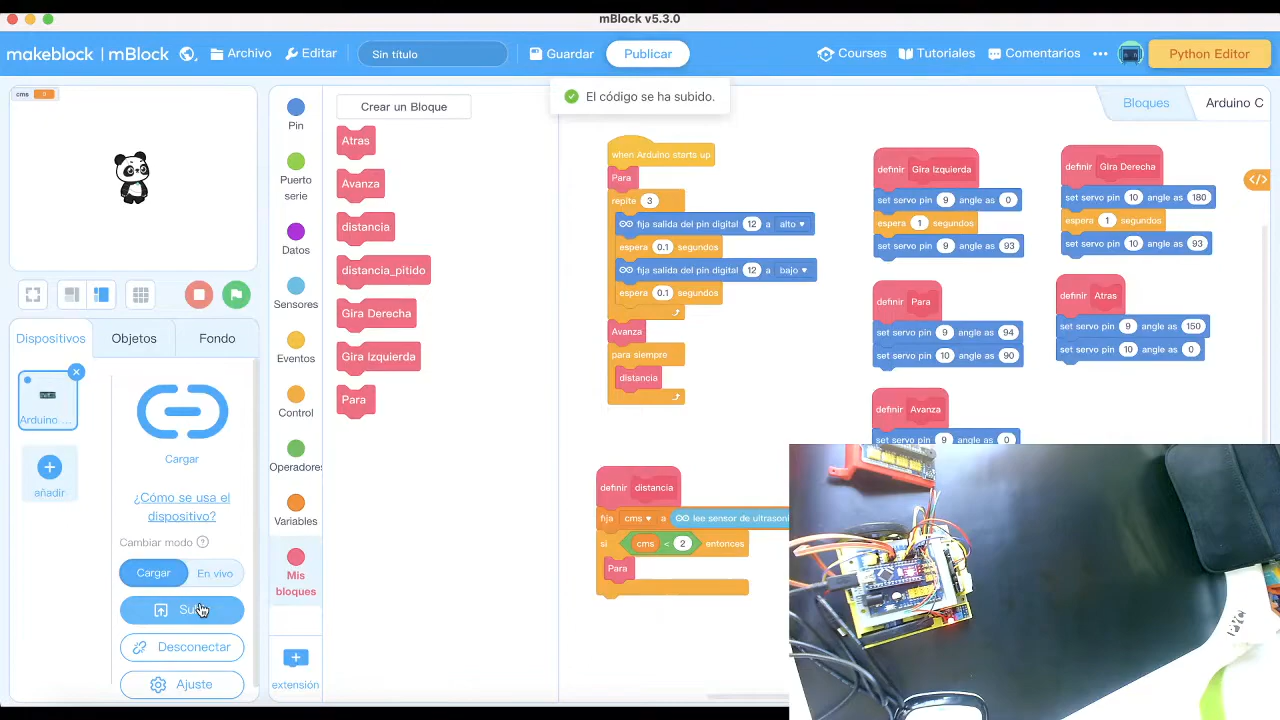 mBlock v5.3.0
makeblock | mBlock
Archivo
Editar
Sin título
Guardar
Publicar
Courses
Tutoriales
Comentarios
Python Editor
cms
El código se ha subido.
Bloques
Arduino C
Crear un Bloque
Pin
Puerto
serie
Datos
Sensores
Eventos
Control
Operadores
Variables
Mis
bloques
extensión
Atras
Avanza
distancia
distancia_pitido
Gira Derecha
Gira Izquierda
Para
when Arduino starts up
Para
repite 3
fija salida del pin digital 12 a alto
espera 0.1 segundos
fija salida del pin digital 12 a bajo
espera 0.1 segundos
Avanza
para siempre
distancia
definir distancia
fija cms a lee sensor de ultrasoni
si cms < 2 entonces
Para
definir Gira Izquierda
set servo pin 9 angle as 0
espera 1 segundos
set servo pin 9 angle as 93
definir Gira Derecha
set servo pin 10 angle as 180
espera 1 segundos
set servo pin 10 angle as 93
definir Para
set servo pin 9 angle as 94
set servo pin 10 angle as 90
definir Atras
set servo pin 9 angle as 150
set servo pin 10 angle as 0
definir Avanza
set servo pin 9 angle as 0
Dispositivos
Objetos
Fondo
Arduino ...
añadir
Cargar
¿Cómo se usa el
dispositivo?
Cambiar modo
Cargar
En vivo
Desconectar
Ajuste